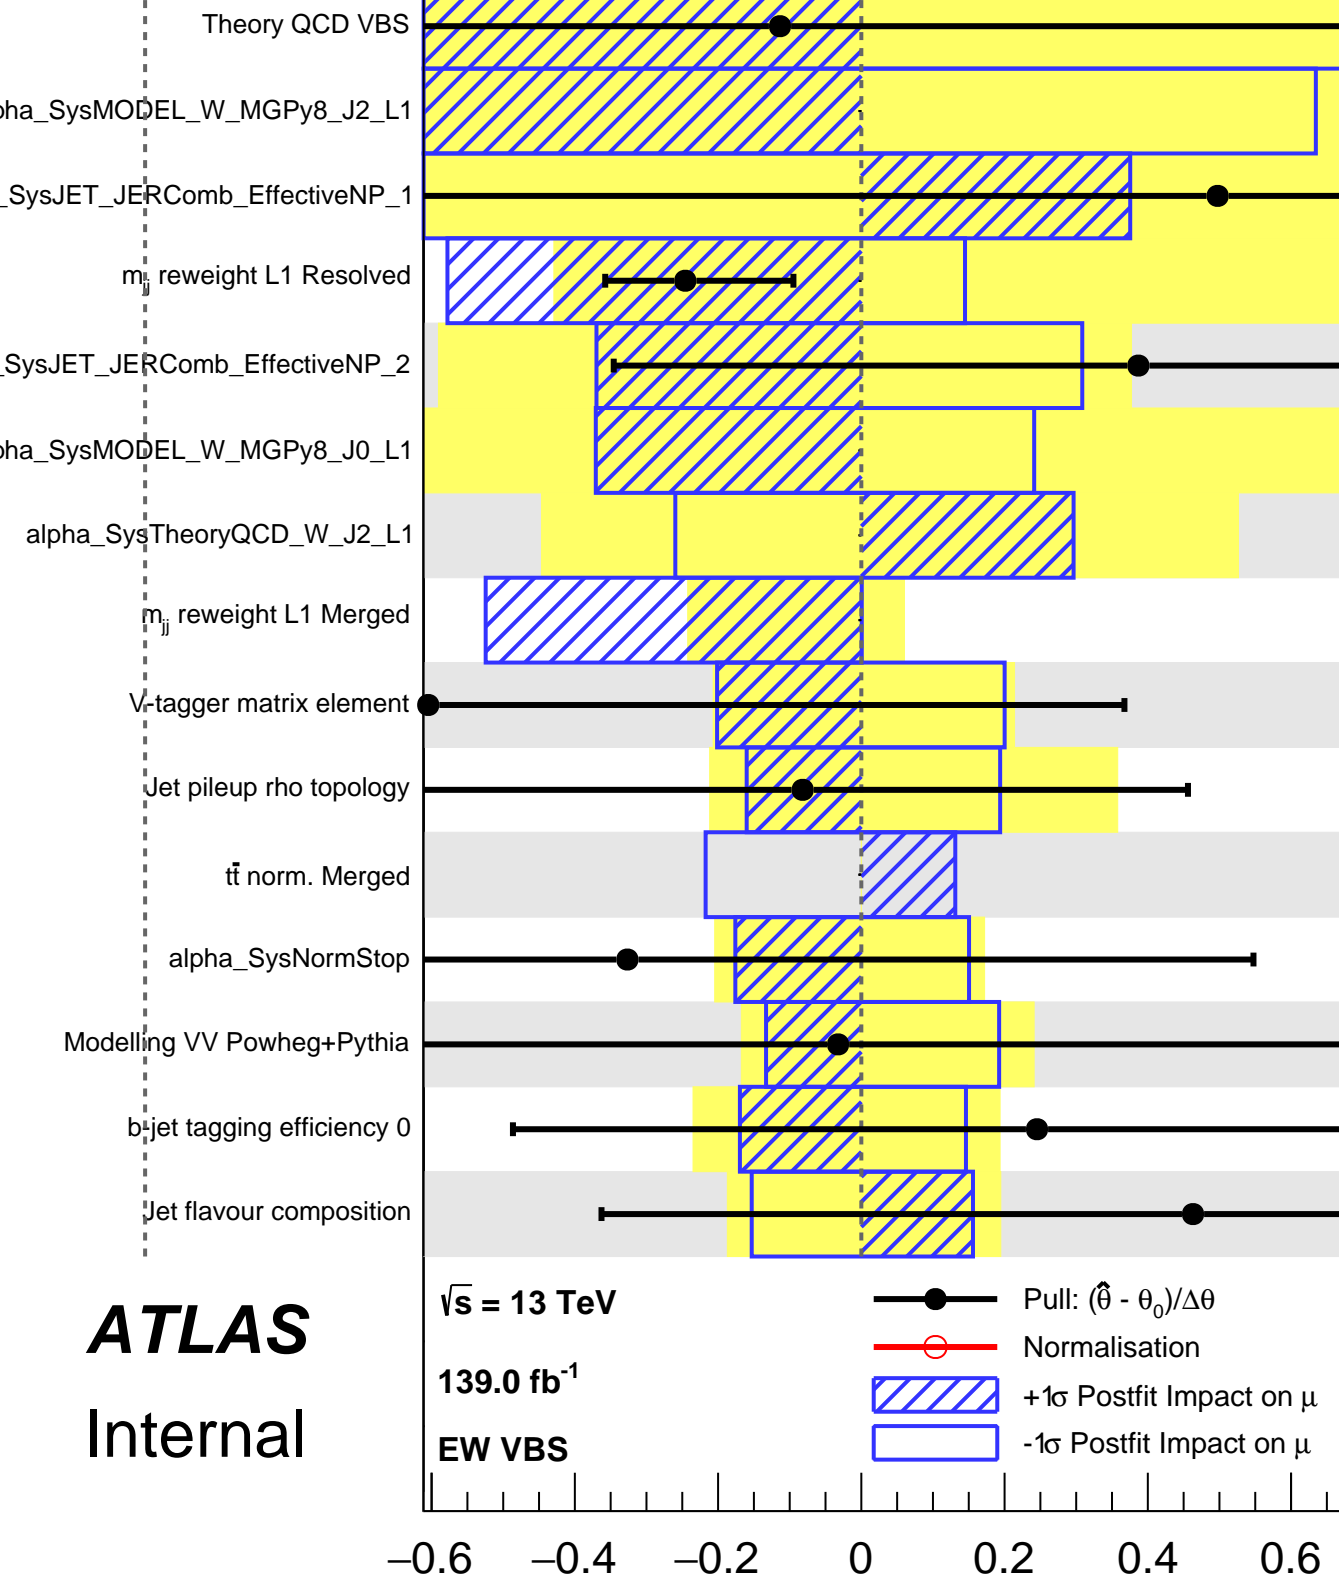 Theory QCD VBS
pha_SysMODEL_W_MGPy8_J2_L1
_SysJET_JERComb_EffectiveNP_1
m_jj reweight L1 Resolved
_SysJET_JERComb_EffectiveNP_2
pha_SysMODEL_W_MGPy8_J0_L1
alpha_SysTheoryQCD_W_J2_L1
m_jj reweight L1 Merged
V-tagger matrix element
Jet pileup rho topology
tt̄ norm. Merged
alpha_SysNormStop
Modelling VV Powheg+Pythia
b-jet tagging efficiency 0
Jet flavour composition
ATLAS
Internal
√s = 13 TeV
139.0 fb⁻¹
EW VBS
Pull: (θ̂ - θ₀)/Δθ
Normalisation
+1σ Postfit Impact on μ
-1σ Postfit Impact on μ
−0.6 −0.4 −0.2 0 0.2 0.4 0.6